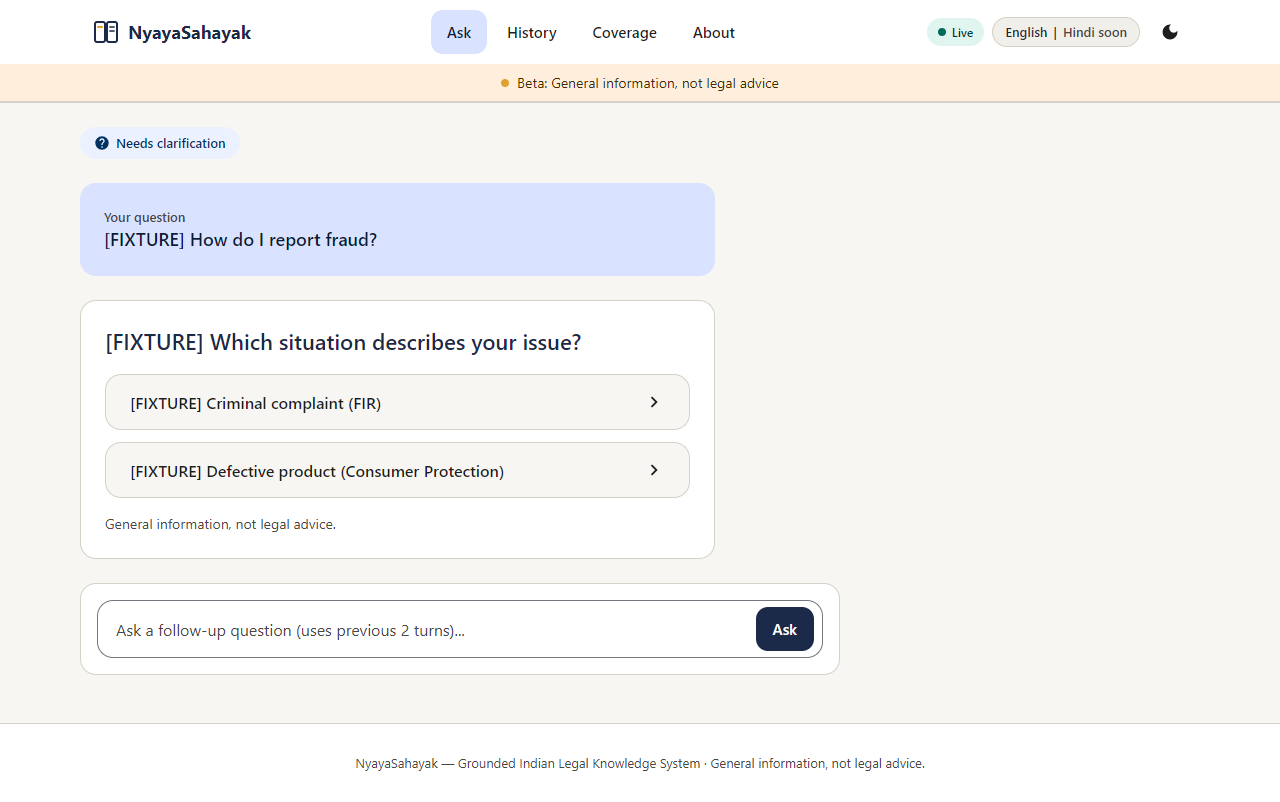 NyayaSahayak
Ask
History
Coverage
About
Live
English | Hindi soon
Beta: General information, not legal advice
Needs clarification
Your question
[FIXTURE] How do I report fraud?
[FIXTURE] Which situation describes your issue?
[FIXTURE] Criminal complaint (FIR)
[FIXTURE] Defective product (Consumer Protection)
General information, not legal advice.
Ask a follow-up question (uses previous 2 turns)...
Ask
NyayaSahayak — Grounded Indian Legal Knowledge System · General information, not legal advice.